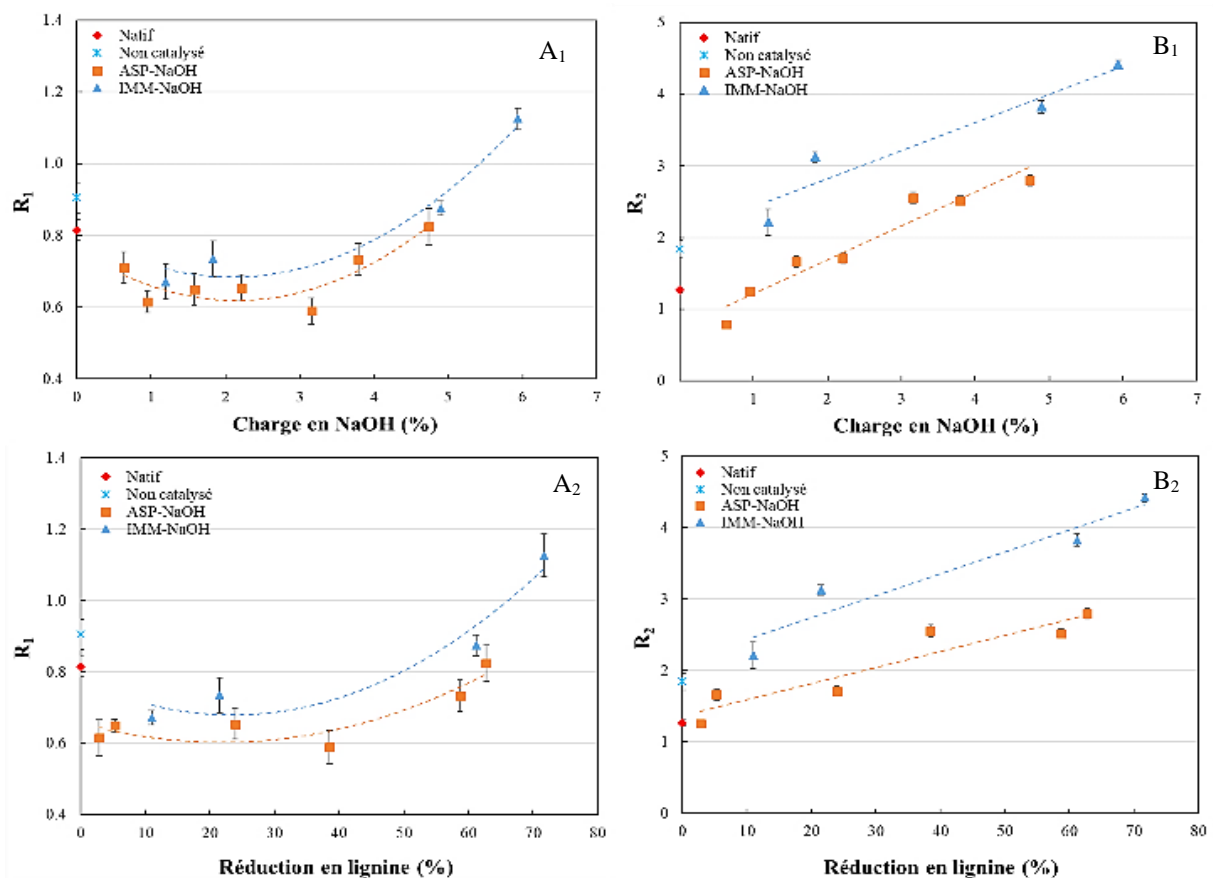 1.4
1.2
1.0
0.8
0.6
0.4
R1
Natif
Non catalysé
ASP-NaOH
IMM-NaOH
A1
0
1
2
3
4
5
6
7
Charge en NaOH (%)
5
4
3
2
1
0
R2
Natif
Non catalysé
ASP-NaOH
IMM-NaOH
B1
1
2
3
4
5
6
7
Charge en NaOH (%)
1.4
1.2
1.0
0.8
0.6
0.4
R1
Natif
Non catalysé
ASP-NaOH
IMM-NaOH
A2
0
10
20
30
40
50
60
70
80
Réduction en lignine (%)
5
4
3
2
1
0
R2
Natif
Non catalysé
ASP-NaOH
IMM-NaOH
B2
0
10
20
30
40
50
60
70
80
Réduction en lignine (%)